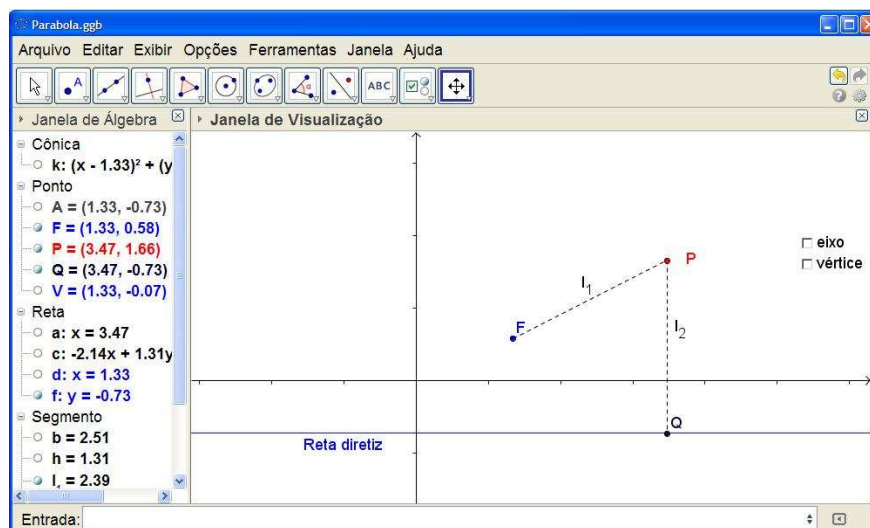 Parabola.ggb
Arquivo Editar Exibir Opções Ferramentas Janela Ajuda
A
α
ABC
Janela de Álgebra
Janela de Visualização
Cônica
k: (x - 1.33)² + (y
Ponto
A = (1.33, -0.73)
F = (1.33, 0.58)
P = (3.47, 1.66)
Q = (3.47, -0.73)
V = (1.33, -0.07)
Reta
a: x = 3.47
c: -2.14x + 1.31y
d: x = 1.33
f: y = -0.73
Segmento
b = 2.51
h = 1.31
l₁ = 2.39
eixo
vértice
P
l₁
F
l₂
Q
Reta diretiz
Entrada: